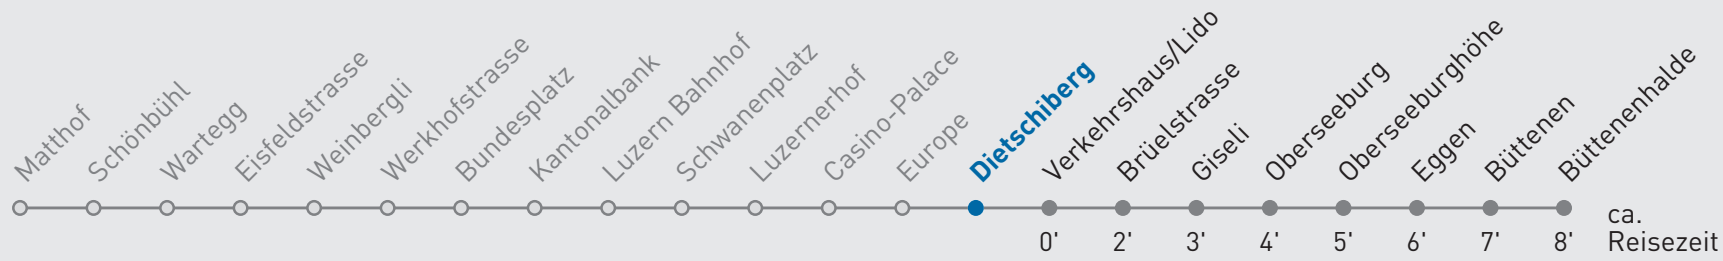 Matthof
Schönbühl
Wartegg
Eisfeldstrasse
Weinbergli
Werkhofstrasse
Bundesplatz
Kantonalbank
Luzern Bahnhof
Schwanenplatz
Luzernerhof
Casino-Palace
Europe
Dietschiberg
Verkehrshaus/Lido
Brüelstrasse
Giseli
Oberseeburg
Oberseeburghöhe
Eggen
Büttenen
Büttenenhalde
0' 2' 3' 4' 5' 6' 7' 8'
ca.
Reisezeit